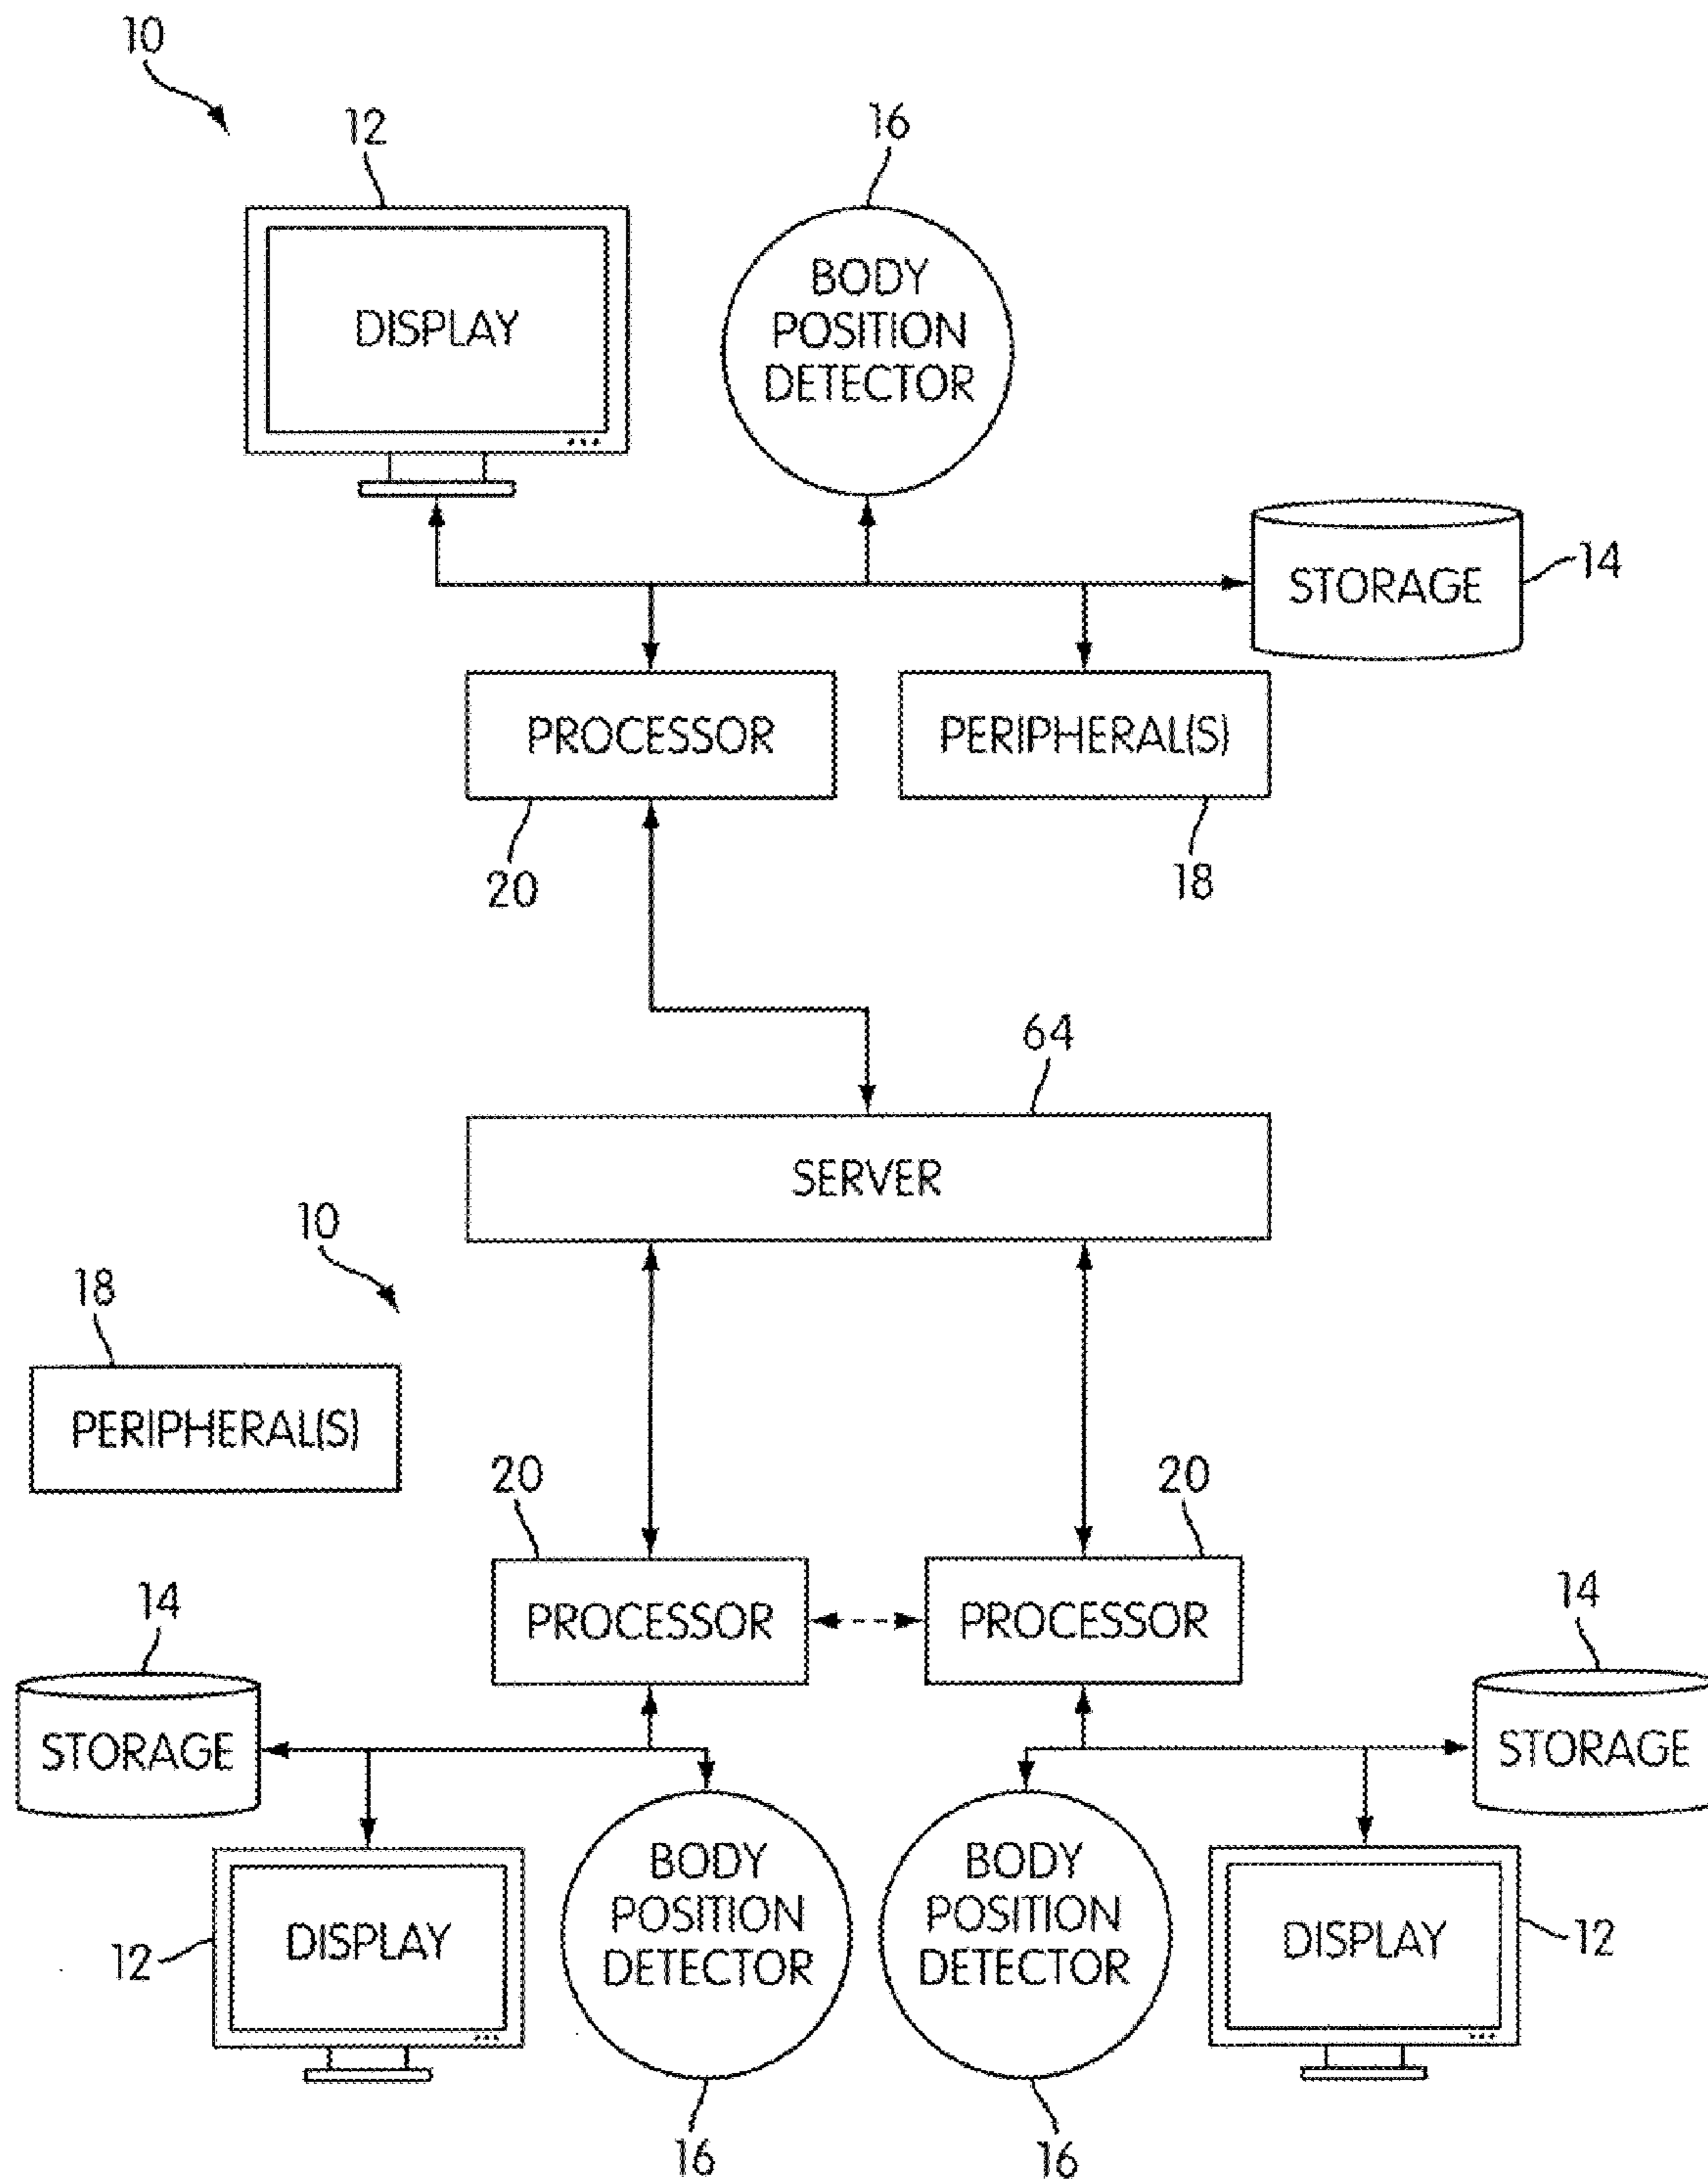 10
12
16
DISPLAY
BODY
POSITION
DETECTOR
STORAGE
14
PROCESSOR
PERIPHERAL(S)
20
18
64
SERVER
10
18
PERIPHERAL(S)
20
20
14
PROCESSOR
PROCESSOR
14
STORAGE
STORAGE
DISPLAY
BODY
POSITION
DETECTOR
BODY
POSITION
DETECTOR
DISPLAY
12
12
16
16